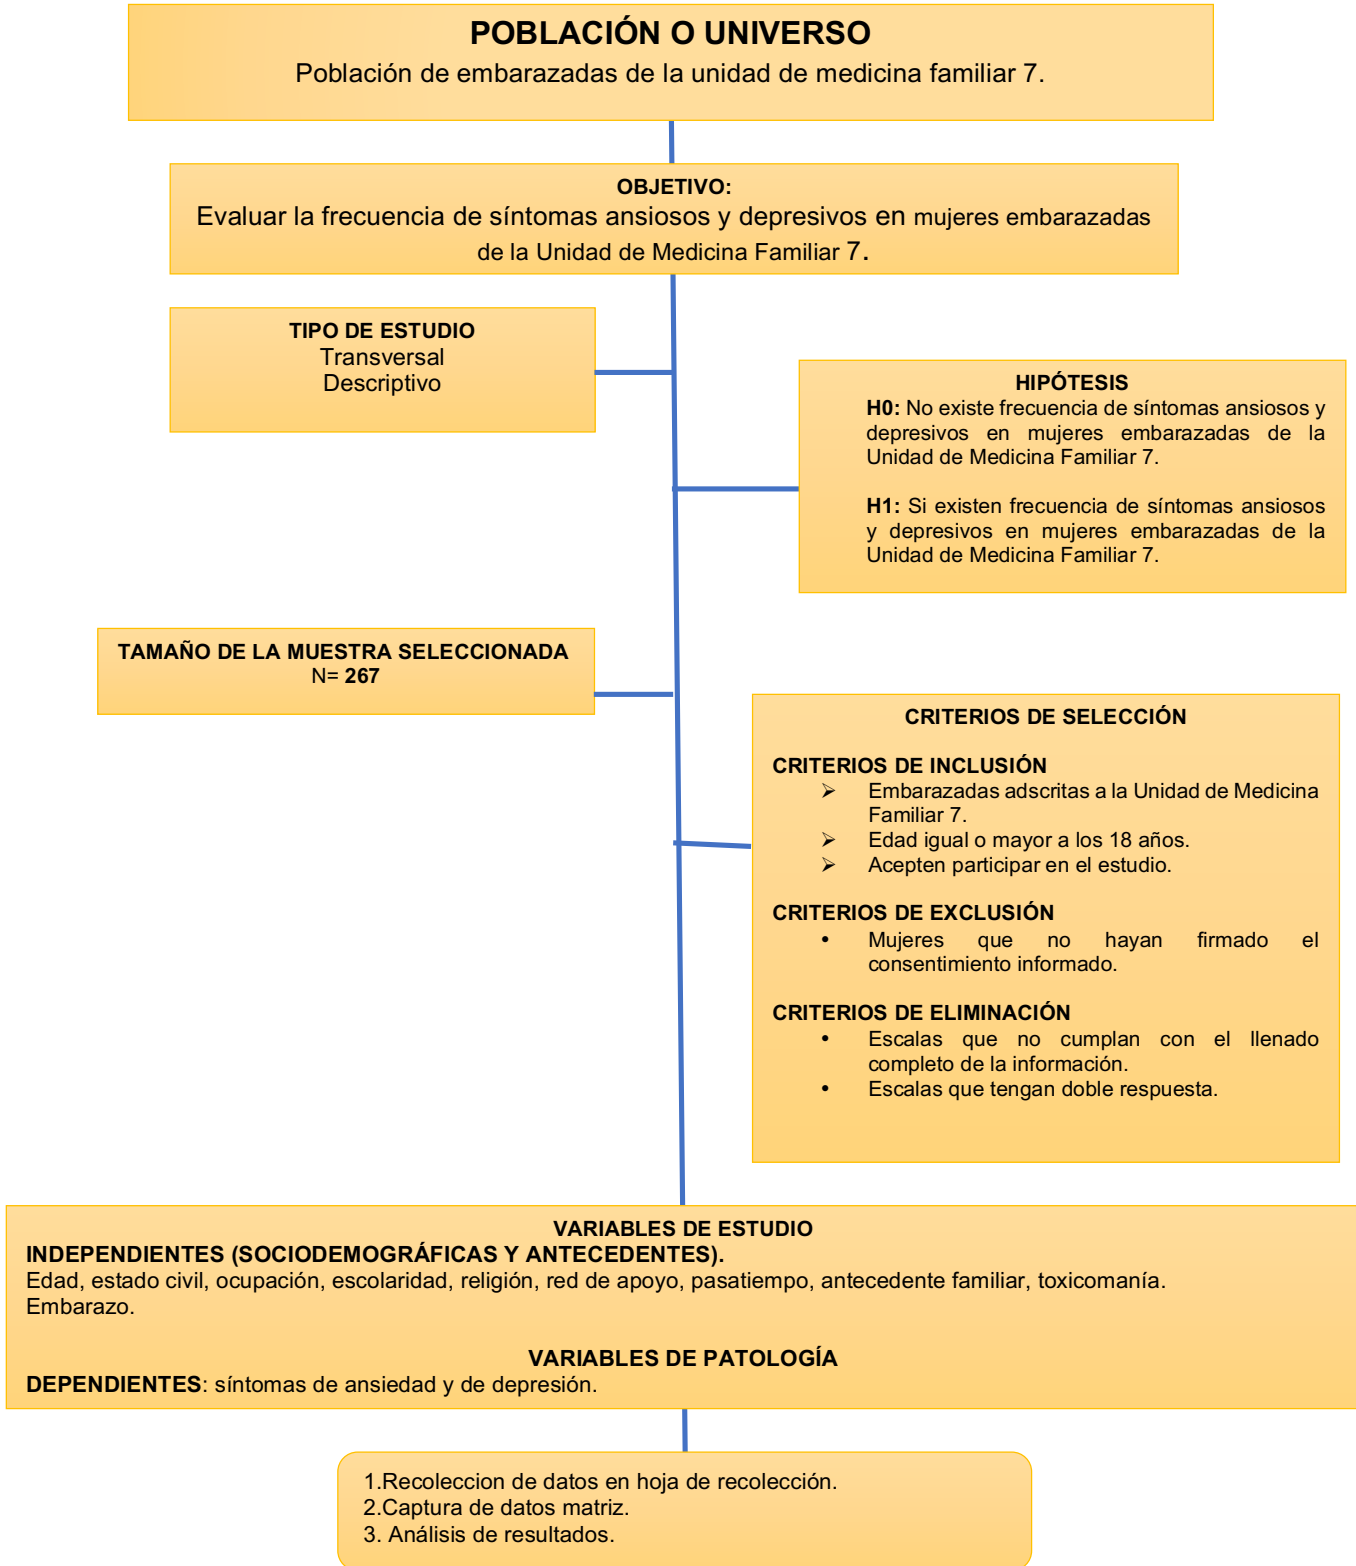 POBLACIÓN O UNIVERSO
Población de embarazadas de la unidad de medicina familiar 7.
OBJETIVO:
Evaluar la frecuencia de síntomas ansiosos y depresivos en mujeres embarazadas
de la Unidad de Medicina Familiar 7.
TIPO DE ESTUDIO
Transversal
Descriptivo
HIPÓTESIS
H0: No existe frecuencia de síntomas ansiosos y
depresivos en mujeres embarazadas de la
Unidad de Medicina Familiar 7.
H1: Si existen frecuencia de síntomas ansiosos
y depresivos en mujeres embarazadas de la
Unidad de Medicina Familiar 7.
TAMAÑO DE LA MUESTRA SELECCIONADA
N= 267
CRITERIOS DE SELECCIÓN
CRITERIOS DE INCLUSIÓN
➢ Embarazadas adscritas a la Unidad de Medicina
Familiar 7.
➢ Edad igual o mayor a los 18 años.
➢ Acepten participar en el estudio.
CRITERIOS DE EXCLUSIÓN
• Mujeres que no hayan firmado el
consentimiento informado.
CRITERIOS DE ELIMINACIÓN
• Escalas que no cumplan con el llenado
completo de la información.
• Escalas que tengan doble respuesta.
VARIABLES DE ESTUDIO
INDEPENDIENTES (SOCIODEMOGRÁFICAS Y ANTECEDENTES).
Edad, estado civil, ocupación, escolaridad, religión, red de apoyo, pasatiempo, antecedente familiar, toxicomanía.
Embarazo.
VARIABLES DE PATOLOGÍA
DEPENDIENTES: síntomas de ansiedad y de depresión.
1.Recoleccion de datos en hoja de recolección.
2.Captura de datos matriz.
3. Análisis de resultados.